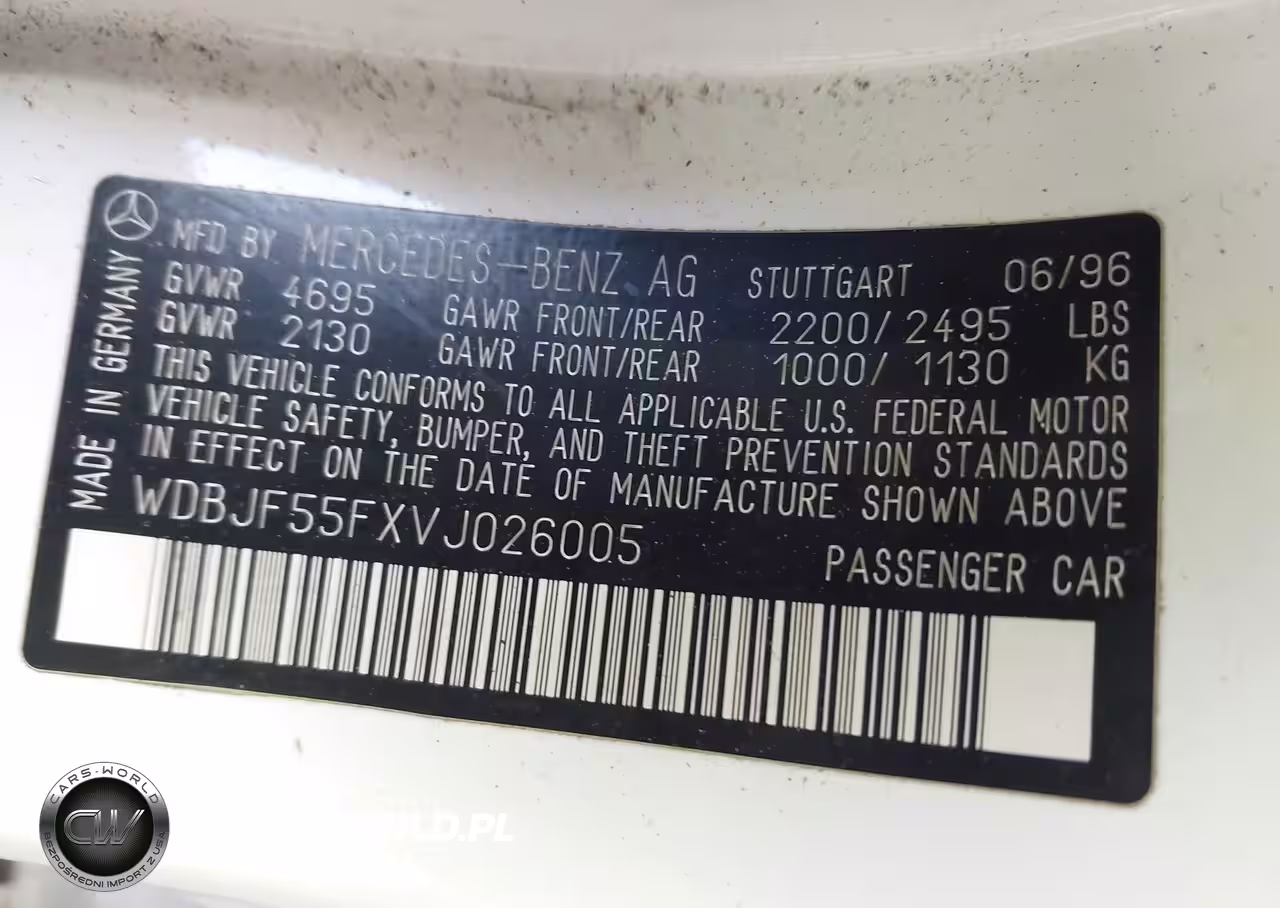 MFD BY MERCEDES-BENZ AG STUTTGART 06/96
GVWR 4695 GAWR FRONT/REAR 2200/2495 LBS
GVWR 2130 GAWR FRONT/REAR 1000/1130 KG
THIS VEHICLE CONFORMS TO ALL APPLICABLE U.S. FEDERAL MOTOR
VEHICLE SAFETY, BUMPER, AND THEFT PREVENTION STANDARDS
IN EFFECT ON THE DATE OF MANUFACTURE SHOWN ABOVE
WDBJF55FXVJ026005
PASSENGER CAR
MADE IN GERMANY
CARS-WORLD
CW
BEZPOŚREDNI IMPORT Z USA